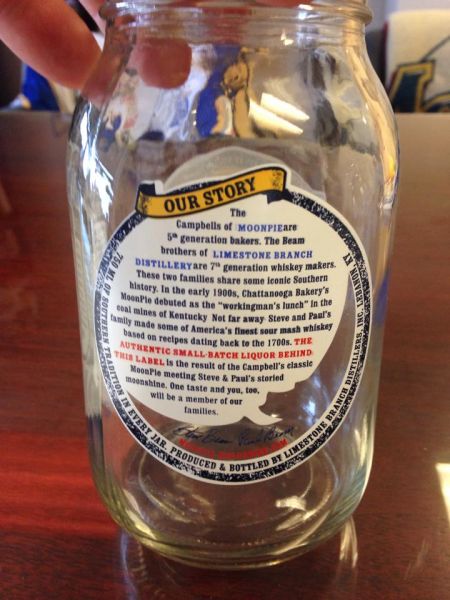 OUR STORY
The
Campbells of MOONPIE are
5th generation bakers. The Beam
brothers of LIMESTONE BRANCH
DISTILLERY are 7th generation whiskey makers.
These two families share some iconic Southern
history. In the early 1900s, Chattanooga Bakery's
MoonPie debuted as the "workingman's lunch" in the
coal mines of Kentucky Not far away Steve and Paul's
family made some of America's finest sour mash whiskey
based on recipes dating back to the 1700s. THE
AUTHENTIC SMALL-BATCH LIQUOR BEHIND
THIS LABEL is the result of the Campbell's classic
MoonPie meeting Steve & Paul's storied
moonshine. One taste and you, too,
will be a member of our
families.
750 ML OF SOUTHERN TRADITION IN EVERY JAR. PRODUCED & BOTTLED BY LIMESTONE BRANCH DISTILLERS, INC. LEBANON, KY